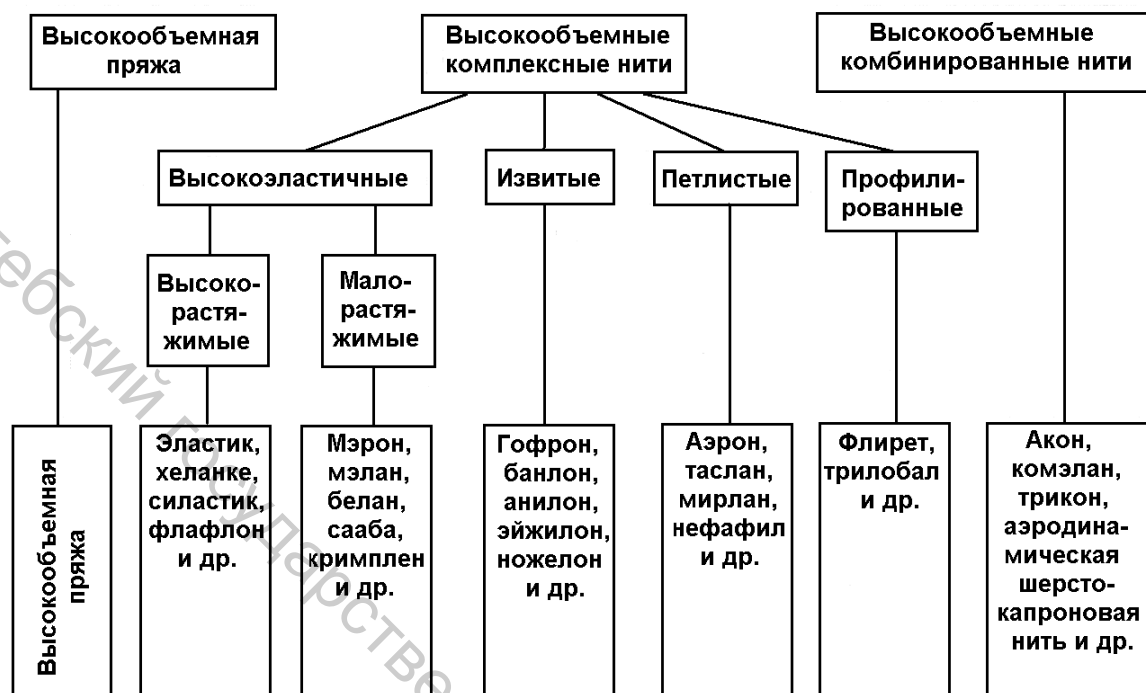 Высокообъемная
пряжа
Высокообъемные
комплексные нити
Высокообъемные
комбинированные нити
Высокоэластичные
Извитые
Петлистые
Профили-
рованные
Высоко-
растя-
жимые
Мало-
растя-
жимые
Высокообъемная
пряжа
Эластик,
хеланке,
силастик,
флафлон
и др.
Мэрон,
мэлан,
белан,
сааба,
кримплен
и др.
Гофрон,
банлон,
анилон,
эйжилон,
ножелон
и др.
Аэрон,
таслан,
мирлан,
нефафил
и др.
Флирет,
трилобал
и др.
Акон,
комэлан,
трикон,
аэродина-
мическая
шерсто-
капроновая
нить и др.
тебский государстве